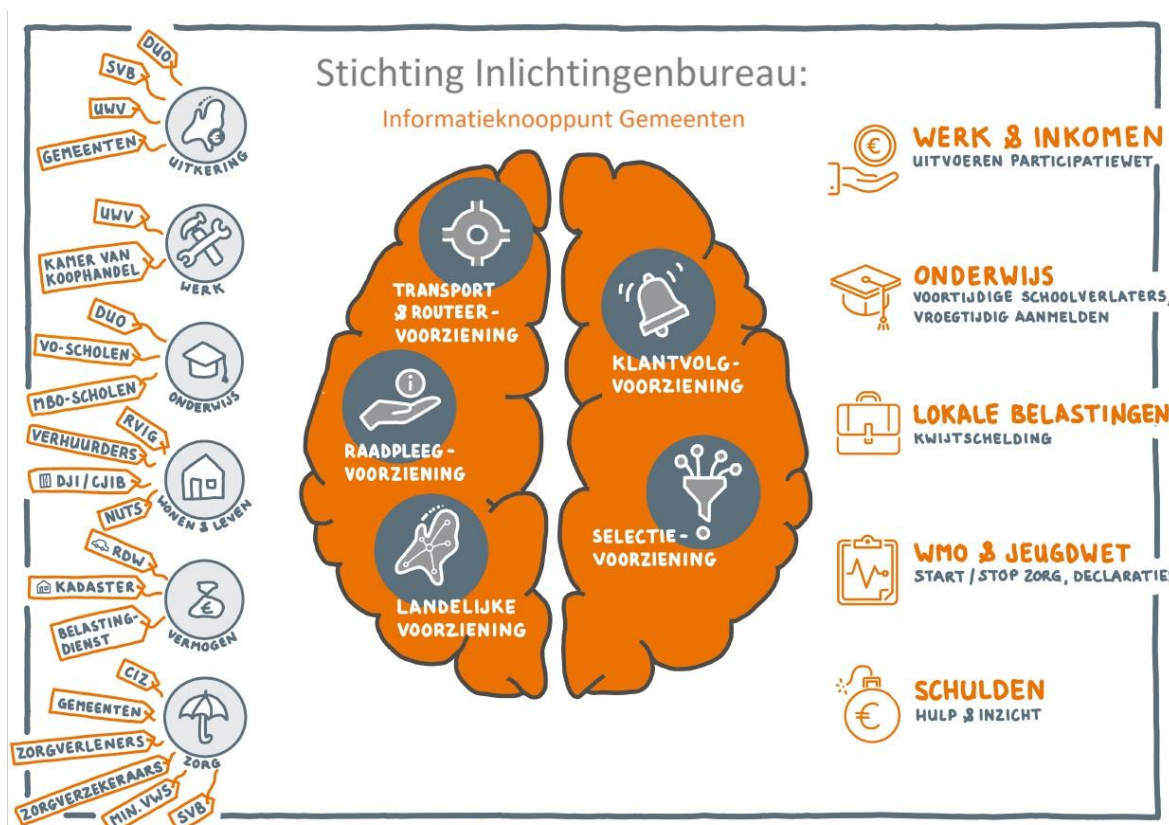 Stichting Inlichtingenbureau:
Informatieknooppunt Gemeenten
DUO
SVB
UWV
GEMEENTEN
UITKERING
UWV
KAMER VAN
KOOPHANDEL
WERK
DUO
VO-SCHOLEN
MBO-SCHOLEN
ONDERWIJS
RVIG
VERHUURDERS
DJI/CJIB
NUTS
WONEN & LEVEN
RDW
KADASTER
BELASTING-
DIENST
VERMOGEN
CIZ
GEMEENTEN
ZORGVERLENERS
ZORGVERZEKERAARS
MIN. VWS
SVB
ZORG
TRANSPORT
& ROUTEER-
VOORZIENING
RAADPLEEG-
VOORZIENING
LANDELIJKE
VOORZIENING
KLANTVOLG-
VOORZIENING
SELECTIE-
VOORZIENING
WERK & INKOMEN
UITVOEREN PARTICIPATIEWET
ONDERWIJS
VOORTIJDIGE SCHOOLVERLATERS,
VROEGTIJDIG AANMELDEN
LOKALE BELASTINGEN
KWIJTSCHELDING
WMO & JEUGDWET
START/STOP ZORG, DECLARATIES
SCHULDEN
HULP & INZICHT